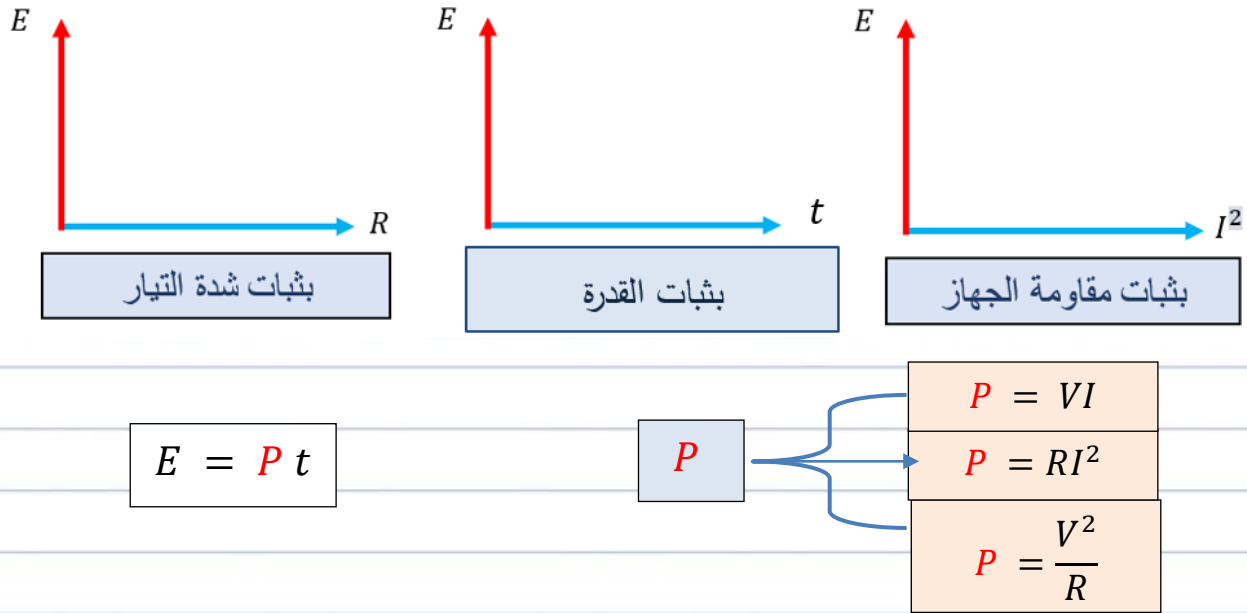 E
R
بثبات شدة التيار
E
t
بثبات القدرة
E
I²
بثبات مقاومة الجهاز
E = P t
P
P = VI
P = RI²
P = V²/R